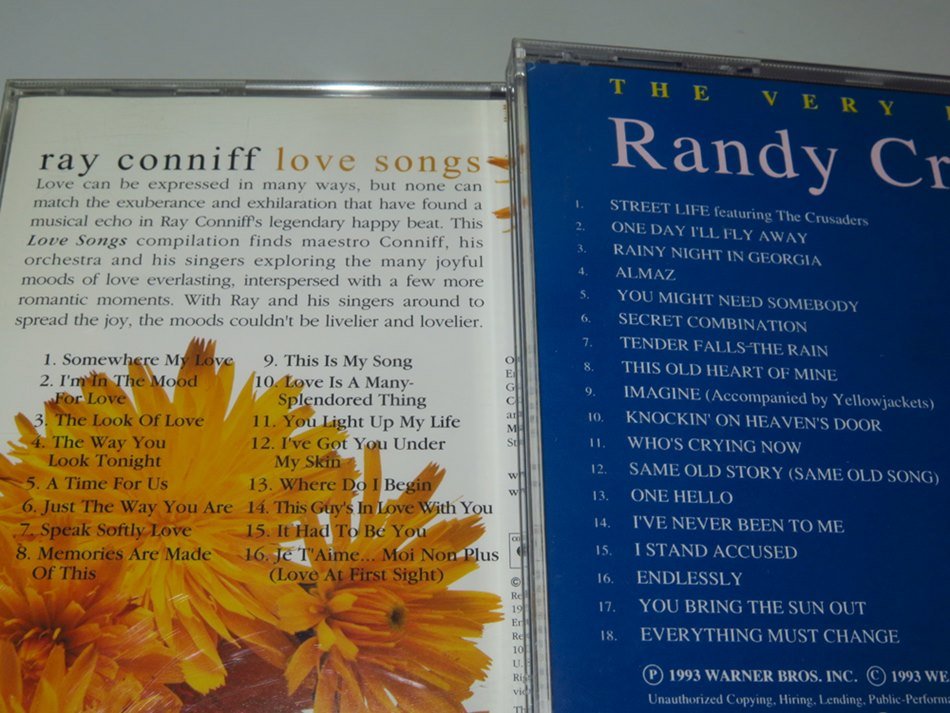 ray conniff love songs
Love can be expressed in many ways, but none can
match the exuberance and exhilaration that have found a
musical echo in Ray Conniff's legendary happy beat. This
Love Songs compilation finds maestro Conniff, his
orchestra and his singers exploring the many joyful
moods of love everlasting, interspersed with a few more
romantic moments. With Ray and his singers around to
spread the joy, the moods couldn't be livelier and lovelier.
1. Somewhere My Love
2. I'm In The Mood
For Love
3. The Look Of Love
4. The Way You
Look Tonight
5. A Time For Us
6. Just The Way You Are
7. Speak Softly Love
8. Memories Are Made
Of This
9. This Is My Song
10. Love Is A Many-
Splendored Thing
11. You Light Up My Life
12. I've Got You Under
My Skin
13. Where Do I Begin
14. This Guy's In Love With You
15. It Had To Be You
16. Je T'Aime... Moi Non Plus
(Love At First Sight)
THE VERY
Randy Cr
1. STREET LIFE featuring The Crusaders
2. ONE DAY I'LL FLY AWAY
3. RAINY NIGHT IN GEORGIA
4. ALMAZ
5. YOU MIGHT NEED SOMEBODY
6. SECRET COMBINATION
7. TENDER FALLS THE RAIN
8. THIS OLD HEART OF MINE
9. IMAGINE (Accompanied by Yellowjackets)
10. KNOCKIN' ON HEAVEN'S DOOR
11. WHO'S CRYING NOW
12. SAME OLD STORY (SAME OLD SONG)
13. ONE HELLO
14. I'VE NEVER BEEN TO ME
15. I STAND ACCUSED
16. ENDLESSLY
17. YOU BRING THE SUN OUT
18. EVERYTHING MUST CHANGE
Ⓟ 1993 WARNER BROS. INC. © 1993 WE
Unauthorized Copying, Hiring, Lending, Public-Performa